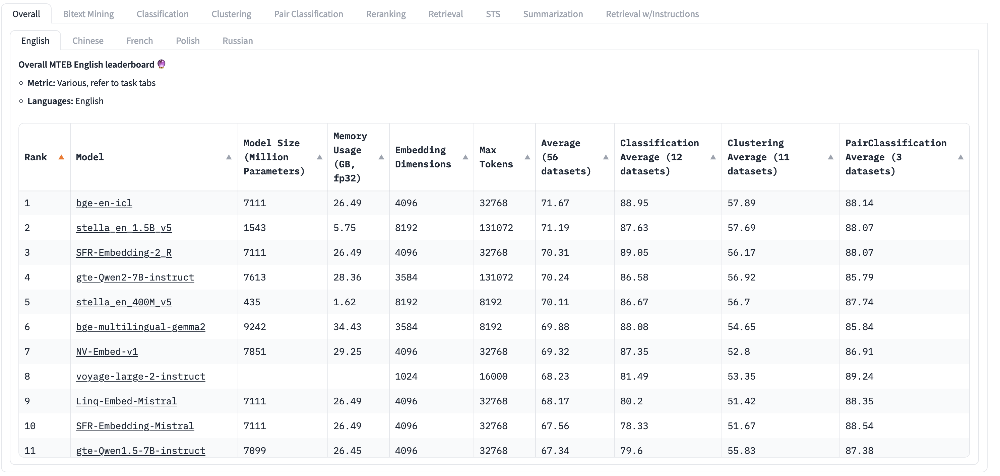 Overall Bitext Mining Classification Clustering Pair Classification Reranking Retrieval STS Summarization Retrieval w/Instructions
English Chinese French Polish Russian
Overall MTEB English leaderboard 🔮
Metric: Various, refer to task tabs
Languages: English
Rank Model Model Size (Million Parameters) Memory Usage (GB, fp32) Embedding Dimensions Max Tokens Average (56 datasets) Classification Average (12 datasets) Clustering Average (11 datasets) PairClassification Average (3 datasets)
1 bge-en-icl 7111 26.49 4096 32768 71.67 88.95 57.89 88.14
2 stella_en_1.5B_v5 1543 5.75 8192 131072 71.19 87.63 57.69 88.07
3 SFR-Embedding-2_R 7111 26.49 4096 32768 70.31 89.05 56.17 88.07
4 gte-Qwen2-7B-instruct 7613 28.36 3584 131072 70.24 86.58 56.92 85.79
5 stella_en_400M_v5 435 1.62 8192 8192 70.11 86.67 56.7 87.74
6 bge-multilingual-gemma2 9242 34.43 3584 8192 69.88 88.08 54.65 85.84
7 NV-Embed-v1 7851 29.25 4096 32768 69.32 87.35 52.8 86.91
8 voyage-large-2-instruct 1024 16000 68.23 81.49 53.35 89.24
9 Linq-Embed-Mistral 7111 26.49 4096 32768 68.17 80.2 51.42 88.35
10 SFR-Embedding-Mistral 7111 26.49 4096 32768 67.56 78.33 51.67 88.54
11 gte-Qwen1.5-7B-instruct 7099 26.45 4096 32768 67.34 79.6 55.83 87.38